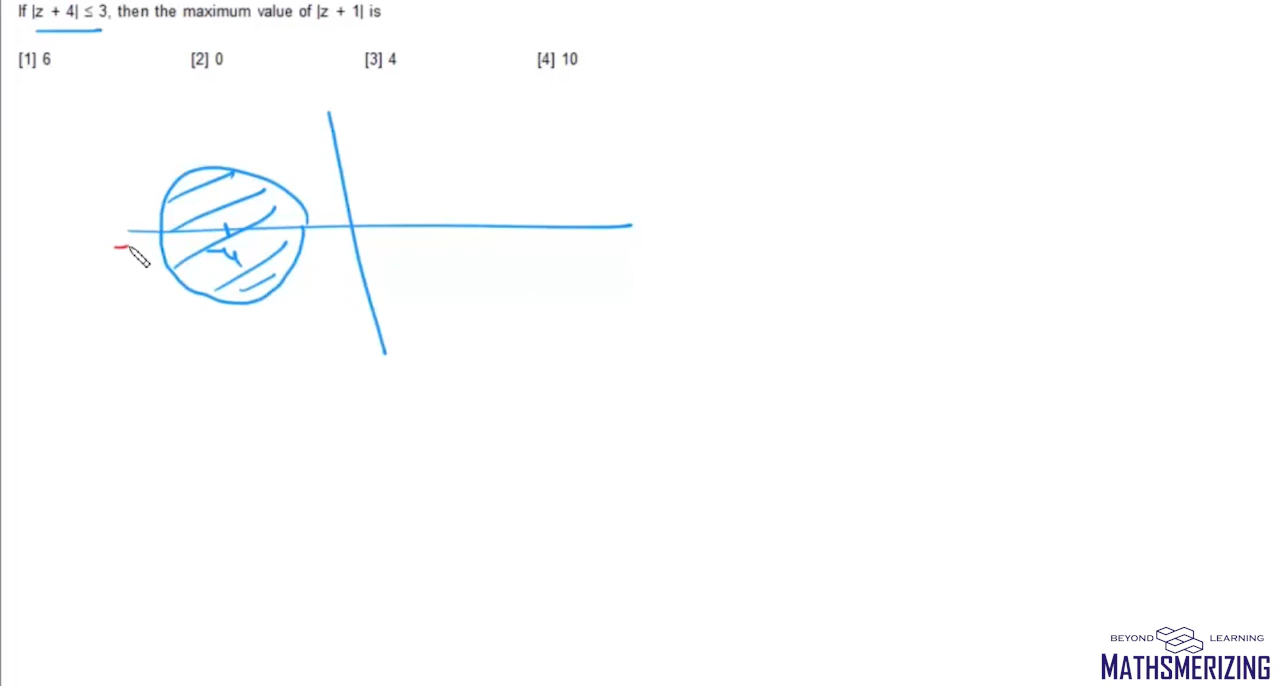 If |z + 4| ≤ 3, then the maximum value of |z + 1| is
[1] 6 [2] 0 [3] 4 [4] 10
-4
BEYOND LEARNING
MATHSMERIZING